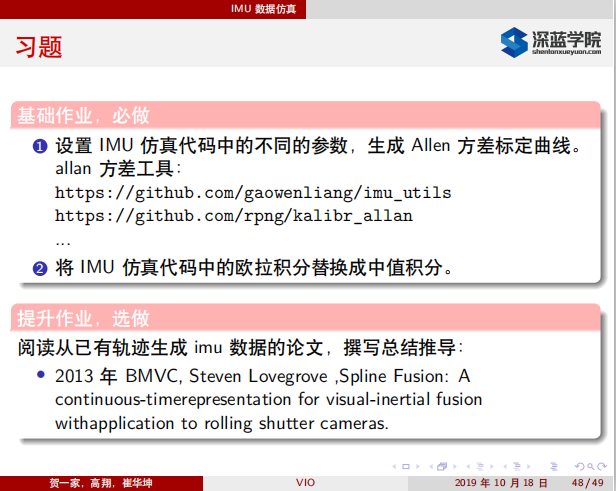 IMU 数据仿真
习题
深蓝学院
shenlanxueyuan.com
基础作业，必做
1 设置 IMU 仿真代码中的不同的参数，生成 Allen 方差标定曲线。
allan 方差工具：
https://github.com/gaowenliang/imu_utils
https://github.com/rpng/kalibr_allan
...
2 将 IMU 仿真代码中的欧拉积分替换成中值积分。
提升作业，选做
阅读从已有轨迹生成 imu 数据的论文，撰写总结推导：
• 2013 年 BMVC, Steven Lovegrove ,Spline Fusion: A
continuous-timerepresentation for visual-inertial fusion
withapplication to rolling shutter cameras.
贺一家，高翔，崔华坤 VIO 2019 年 10 月 18 日 48 / 49